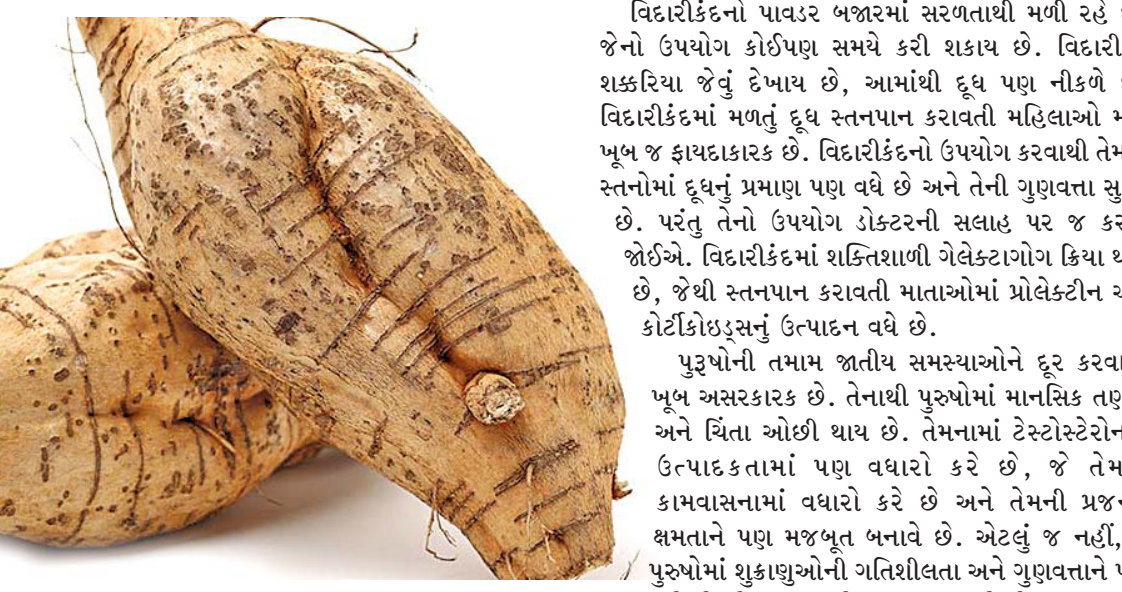 વિદારીકંદનો પાવડર બજારમાં સરળતાથી મળી રહે
જેનો ઉપયોગ કોઈપણ સમયે કરી શકાય છે. વિદારી
શક્કરિયા જેવું દેખાય છે, આમાંથી દૂધ પણ નીકળે
વિદારીકંદમાં મળતું દૂધ સ્તનપાન કરાવતી મહિલાઓ
ખૂબ જ ફાયદાકારક છે. વિદારીકંદનો ઉપયોગ કરવાથી તેમ
સ્તનોમાં દૂધનું પ્રમાણ પણ વધે છે અને તેની ગુણવત્તા સુ
છે. પરંતુ તેનો ઉપયોગ ડોક્ટરની સલાહ પર જ કર
જોઈએ. વિદારીકંદમાં શક્તિશાળી ગેલેક્ટાગોગ ક્રિયા થ
છે, જેથી સ્તનપાન કરાવતી માતાઓમાં પ્રોલેક્ટીન અ
કોર્ટીકોઇડ્સનું ઉત્પાદન વધે છે.
પુરૂષોની તમામ જાતીય સમસ્યાઓને દૂર કરવા
ખૂબ અસરકારક છે. તેનાથી પુરુષોમાં માનસિક તણ
અને ચિંતા ઓછી થાય છે. તેમનામાં ટેસ્ટોસ્ટેરોન
ઉત્પાદકતામાં પણ વધારો કરે છે, જે તેમ
કામવાસનામાં વધારો કરે છે અને તેમની પ્રજન
ક્ષમતાને પણ મજબૂત બનાવે છે. એટલું જ નહીં,
પુરુષોમાં શુક્રાણુઓની ગતિશીલતા અને ગુણવત્તાને પ